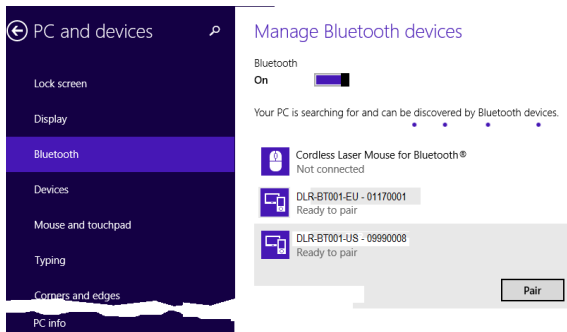 PC and devices
Lock screen
Display
Bluetooth
Devices
Mouse and touchpad
Typing
Corners and edges
PC info
Manage Bluetooth devices
Bluetooth
On
Your PC is searching for and can be discovered by Bluetooth devices.
Cordless Laser Mouse for Bluetooth®
Not connected
DLR-BT001-EU - 01170001
Ready to pair
DLR-BT001-US - 09990008
Ready to pair
Pair